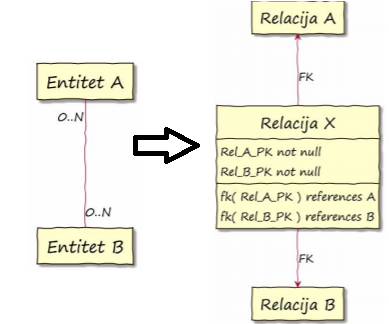 Entitet A
0..N
0..N
Entitet B
Relacija A
FK
Relacija X
Rel_A_PK not null
Rel_B_PK not null
fk( Rel_A_PK ) references A
fk( Rel_B_PK ) references B
FK
Relacija B